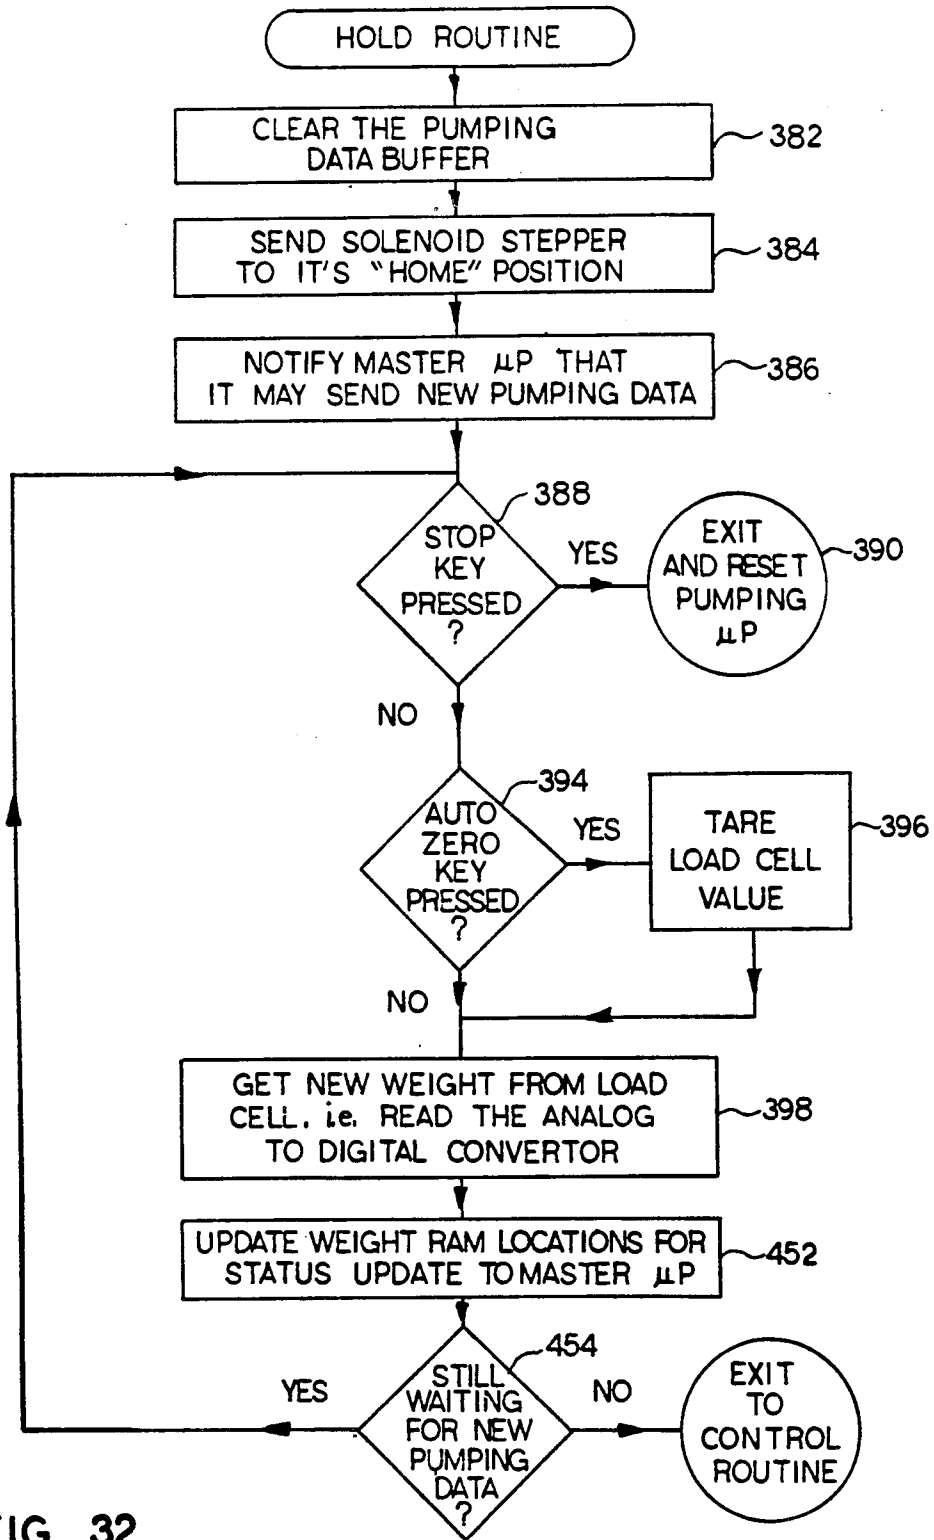 HOLD ROUTINE
CLEAR THE PUMPING
DATA BUFFER
382
SEND SOLENOID STEPPER
TO IT'S "HOME" POSITION
384
NOTIFY MASTER µP THAT
IT MAY SEND NEW PUMPING DATA
386
388
STOP
KEY
PRESSED
?
YES
EXIT
AND RESET
PUMPING
µP
390
NO
394
AUTO
ZERO
KEY
PRESSED
?
YES
TARE
LOAD CELL
VALUE
396
NO
GET NEW WEIGHT FROM LOAD
CELL. i.e. READ THE ANALOG
TO DIGITAL CONVERTOR
398
UPDATE WEIGHT RAM LOCATIONS FOR
STATUS UPDATE TO MASTER µP
452
454
STILL
WAITING
FOR NEW
PUMPING
DATA
?
YES
NO
EXIT
TO
CONTROL
ROUTINE
FIG 32